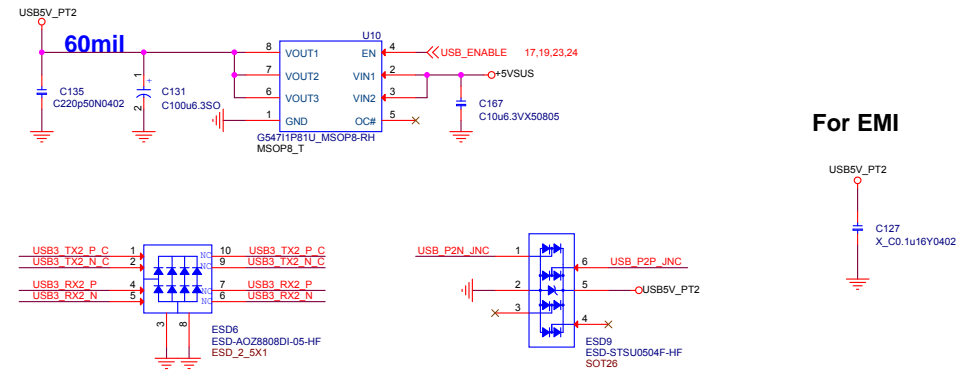 USB5V_PT2
60mil
U10
8 VOUT1 EN 4 USB_ENABLE 17,19,23,24
7 VOUT2 VIN1 2 +5VSUS
6 VOUT3 VIN2 3
1 GND OC# 5
G547I1P81U_MSOP8-RH
MSOP8_T
C135
C220p50N0402
1
+
2
C131
C100u6.3SO
C167
C10u6.3VX50805
For EMI
USB5V_PT2
C127
X_C0.1u16Y0402
USB3_TX2_P_C 1 NC 10 USB3_TX2_P_C
USB3_TX2_N_C 2 NC 9 USB3_TX2_N_C
USB3_RX2_P 4 NC 7 USB3_RX2_P
USB3_RX2_N 5 NC 6 USB3_RX2_N
3 8
ESD6
ESD-AOZ8808DI-05-HF
ESD_2_5X1
USB_P2N_JNC 1
6 USB_P2P_JNC
2 5 USB5V_PT2
3
4
ESD9
ESD-STSU0504F-HF
SOT26